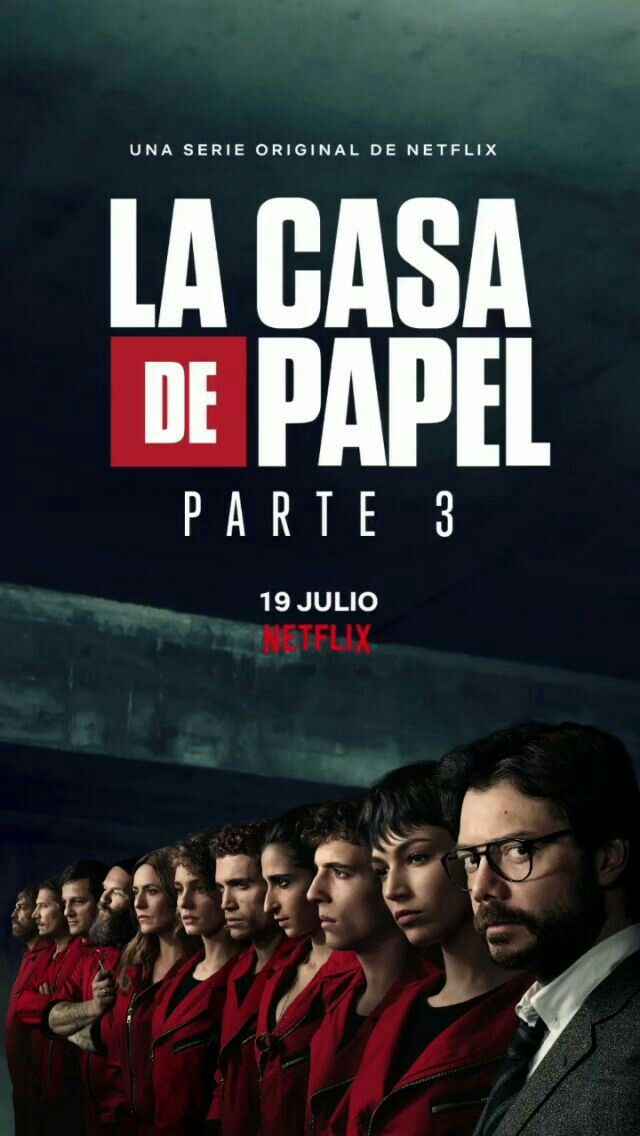 UNA SERIE ORIGINAL DE NETFLIX
LA CASA
DE PAPEL
PARTE 3
19 JULIO
NETFLIX